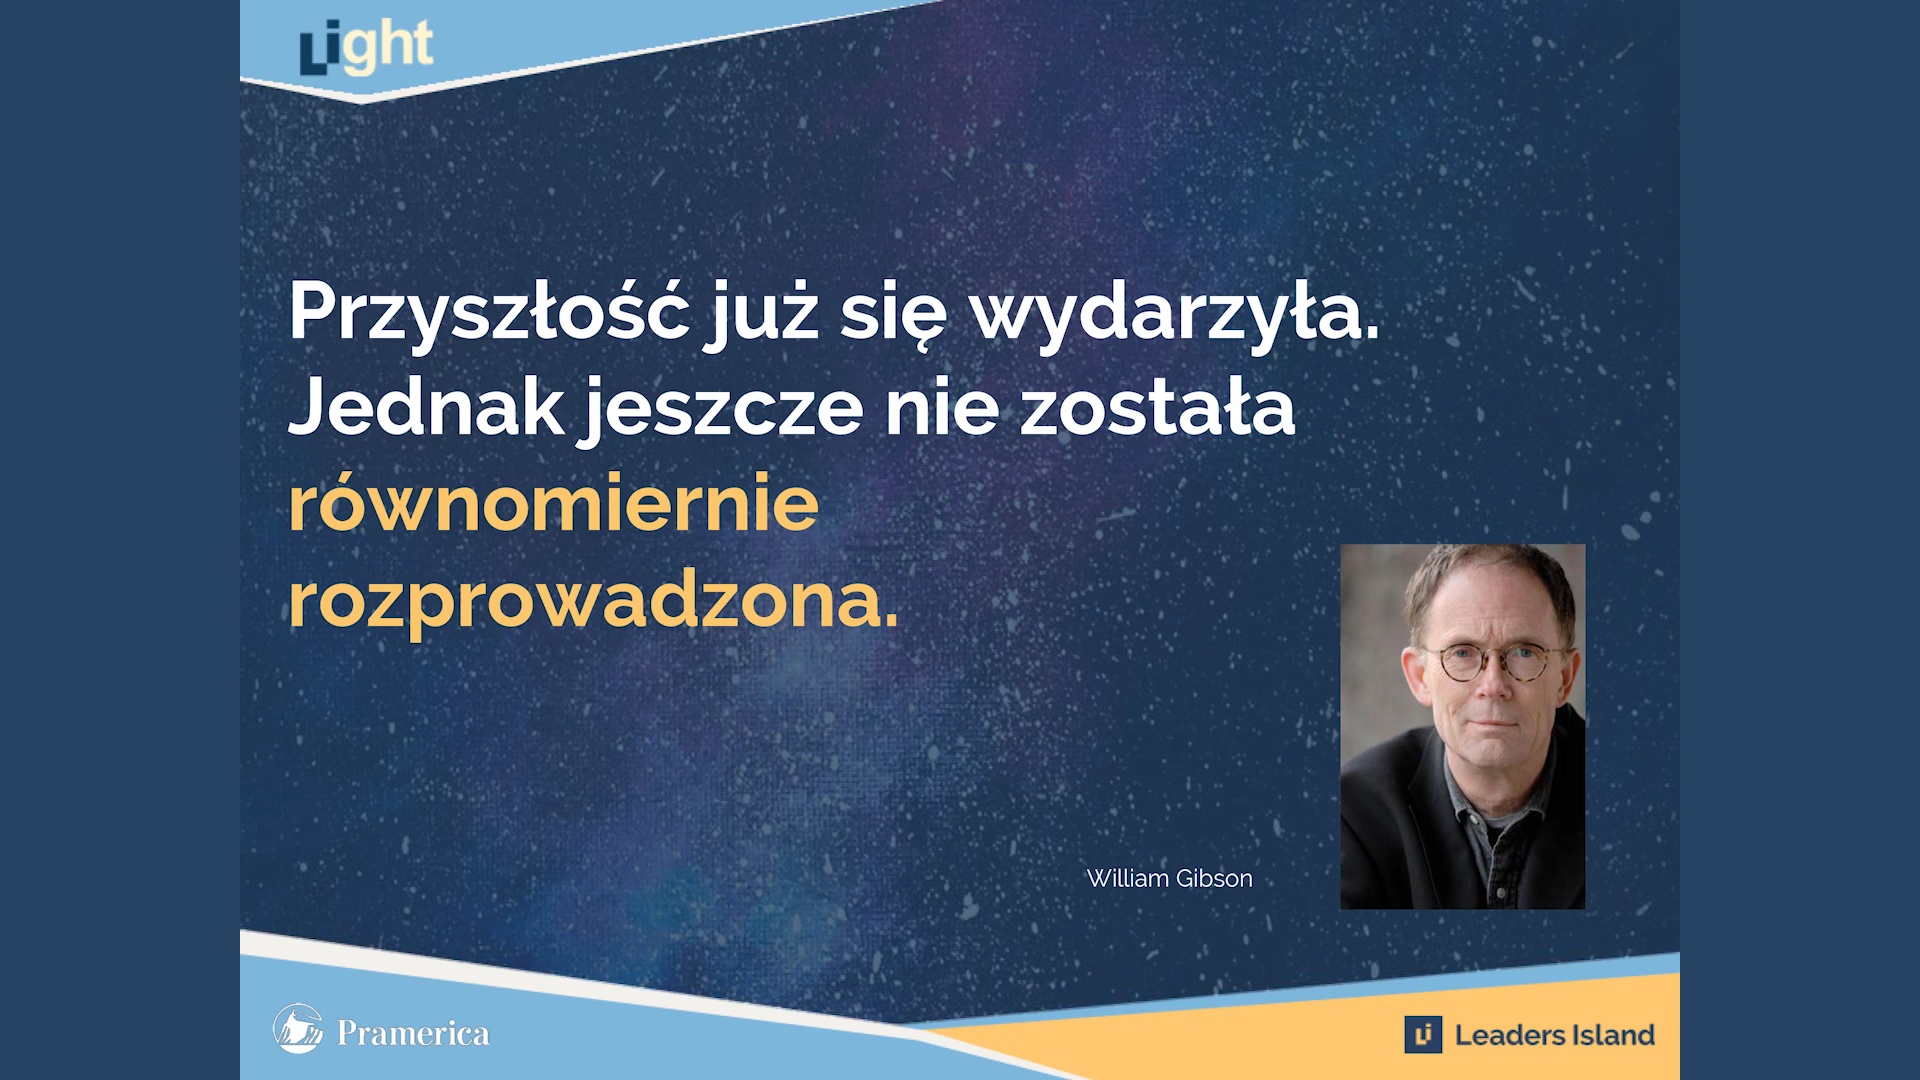 Light
Przyszłość już się wydarzyła.
Jednak jeszcze nie została
równomiernie
rozprowadzona.
William Gibson
Pramerica
Li Leaders Island